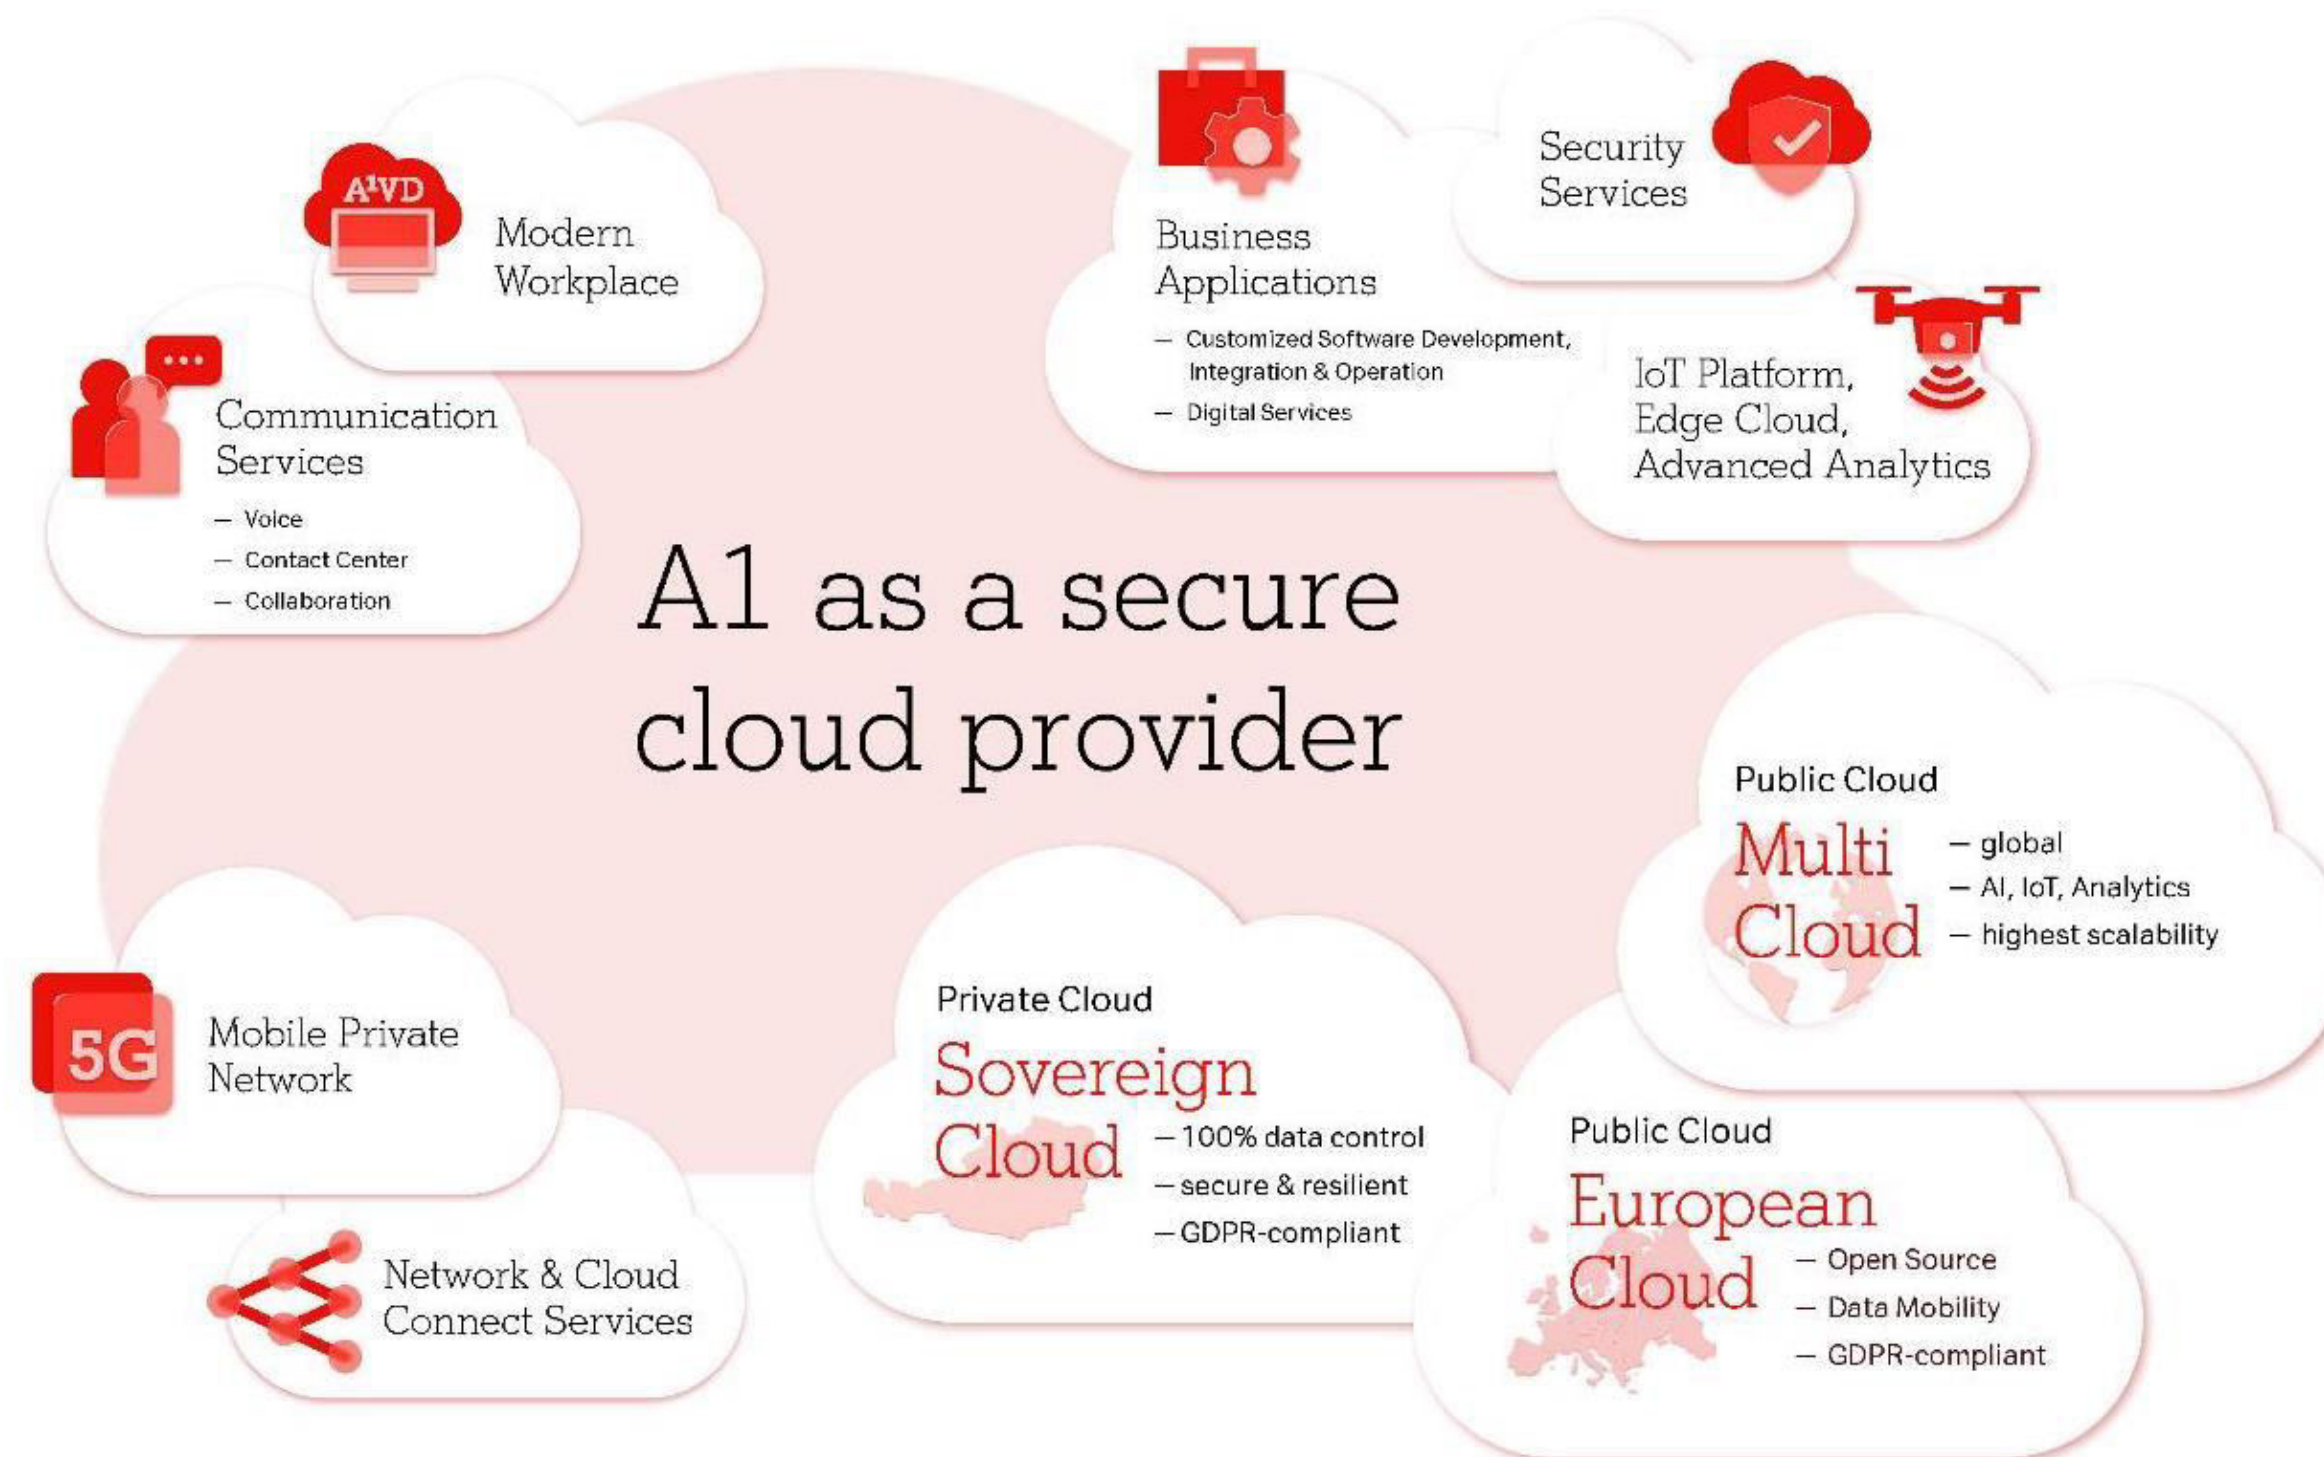 A1VD
Modern
Workplace
Communication
Services
— Voice
— Contact Center
— Collaboration
Business
Applications
— Customized Software Development,
Integration & Operation
— Digital Services
Security
Services
IoT Platform,
Edge Cloud,
Advanced Analytics
A1 as a secure
cloud provider
5G
Mobile Private
Network
Network & Cloud
Connect Services
Private Cloud
Sovereign
Cloud
— 100% data control
— secure & resilient
— GDPR-compliant
Public Cloud
Multi
Cloud
— global
— AI, IoT, Analytics
— highest scalability
Public Cloud
European
Cloud
— Open Source
— Data Mobility
— GDPR-compliant